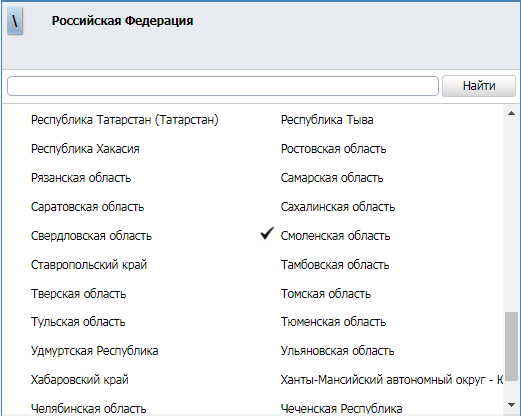 \ Российская Федерация
Найти
Республика Татарстан (Татарстан) Республика Тыва
Республика Хакасия Ростовская область
Рязанская область Самарская область
Саратовская область Сахалинская область
Свердловская область Смоленская область
Ставропольский край Тамбовская область
Тверская область Томская область
Тульская область Тюменская область
Удмуртская Республика Ульяновская область
Хабаровский край Ханты-Мансийский автономный округ -
Челябинская область Чеченская Республика